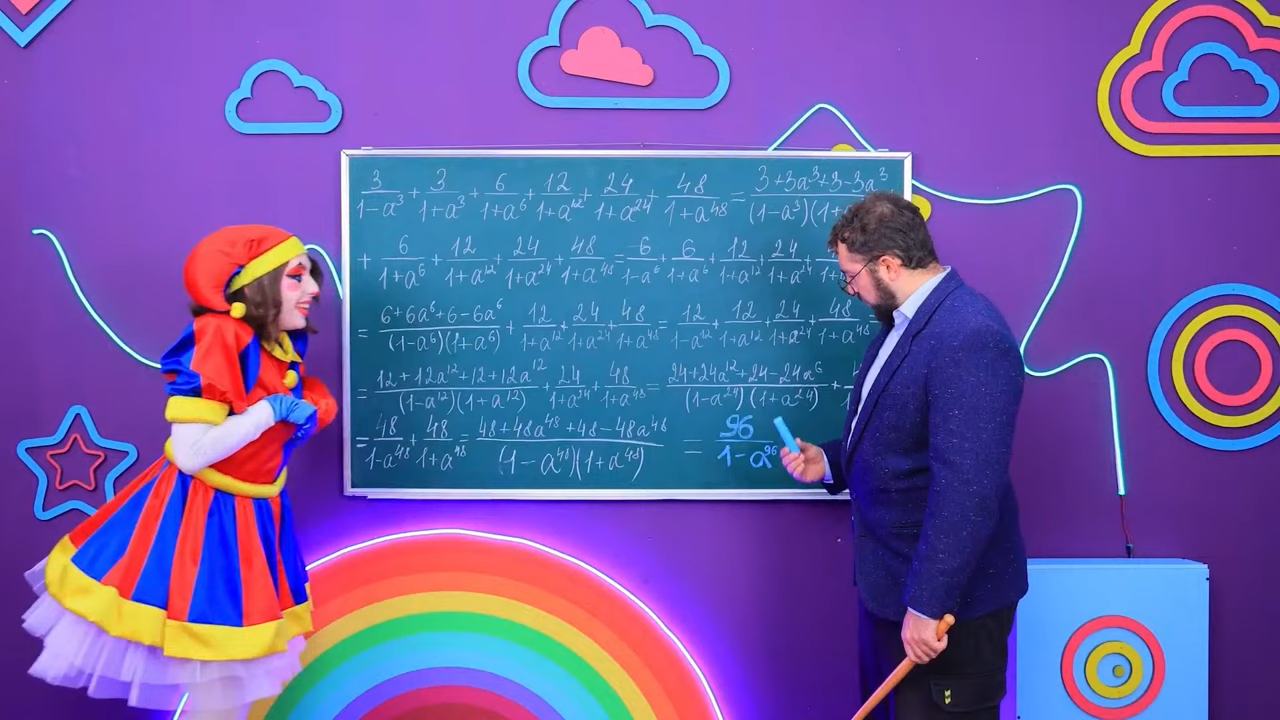 3/(1-a³) + 3/(1+a³) + 6/(1+a⁶) + 12/(1+a¹²) + 24/(1+a²⁴) + 48/(1+a⁴⁸) = (3+3a³+3-3a³)/((1-a³)(1+
+ 6/(1+a⁶) + 12/(1+a¹²) + 24/(1+a²⁴) + 48/(1+a⁴⁸) = 6/(1-a⁶) + 6/(1+a⁶) + 12/(1+a¹²) + 24/(1+a²⁴) +
= (6+6a⁶+6-6a⁶)/((1-a⁶)(1+a⁶)) + 12/(1+a¹²) + 24/(1+a²⁴) + 48/(1+a⁴⁸) = 12/(1-a¹²) + 12/(1+a¹²) + 24/(1+a²⁴) + 48/(1+a⁴⁸) =
= (12+12a¹²+12+12a¹²)/((1-a¹²)(1+a¹²)) + 24/(1+a²⁴) + 48/(1+a⁴⁸) = (24+24a¹²+24-24a⁶)/((1-a²⁴)(1+a²⁴)) +
= 48/(1-a⁴⁸) + 48/(1+a⁴⁸) = (48+48a⁴⁸+48-48a⁴⁸)/((1-a⁴⁸)(1+a⁴⁸)) = 96/(1-a⁹⁶)